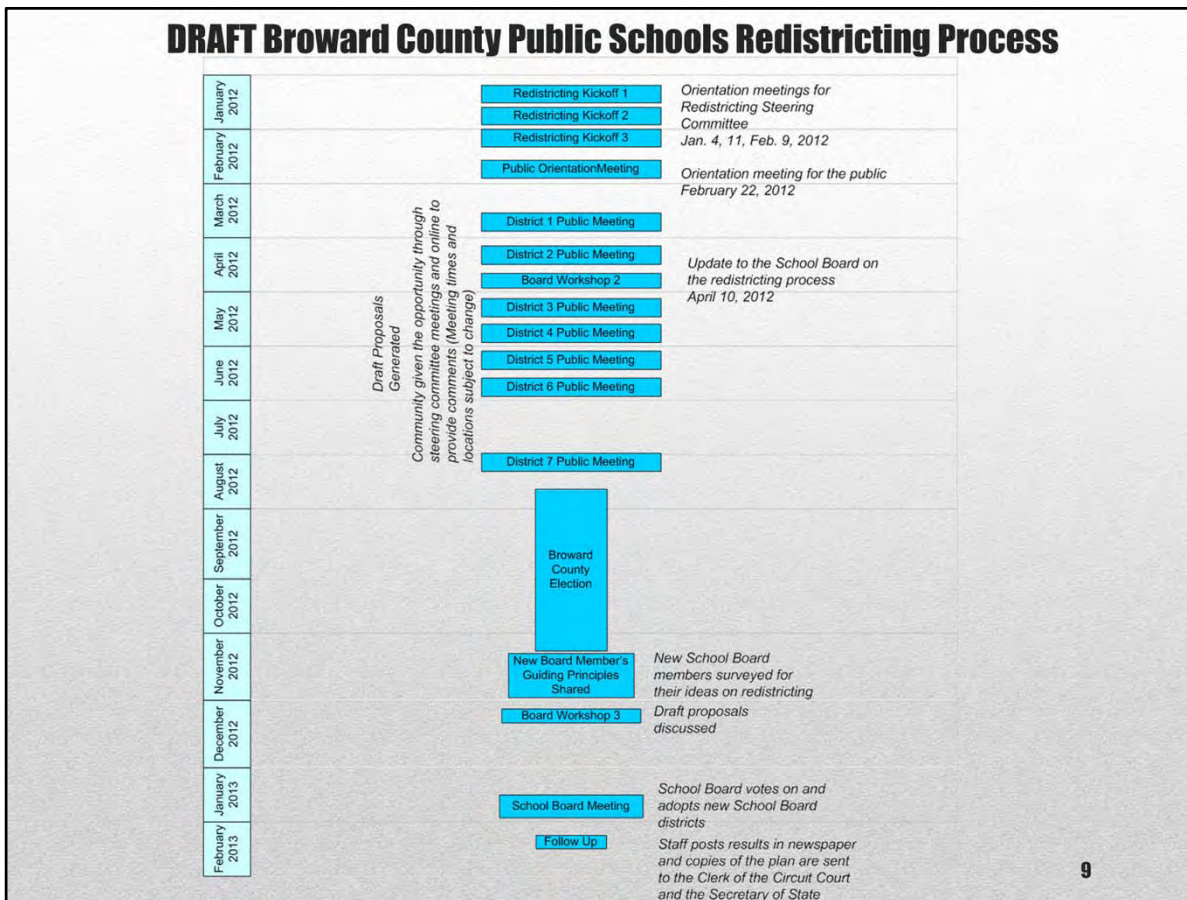 DRAFT Broward County Public Schools Redistricting Process
January
2012
February
2012
March
2012
April
2012
May
2012
June
2012
July
2012
August
2012
September
2012
October
2012
November
2012
December
2012
January
2013
February
2013
Draft Proposals
Generated
Community given the opportunity through
steering committee meetings and online to
provide comments (Meeting times and
locations subject to change)
Redistricting Kickoff 1
Redistricting Kickoff 2
Redistricting Kickoff 3
Public OrientationMeeting
District 1 Public Meeting
District 2 Public Meeting
Board Workshop 2
District 3 Public Meeting
District 4 Public Meeting
District 5 Public Meeting
District 6 Public Meeting
District 7 Public Meeting
Broward
County
Election
New Board Member's
Guiding Principles
Shared
Board Workshop 3
School Board Meeting
Follow Up
Orientation meetings for
Redistricting Steering
Committee
Jan. 4, 11, Feb. 9, 2012
Orientation meeting for the public
February 22, 2012
Update to the School Board on
the redistricting process
April 10, 2012
New School Board
members surveyed for
their ideas on redistricting
Draft proposals
discussed
School Board votes on and
adopts new School Board
districts
Staff posts results in newspaper
and copies of the plan are sent
to the Clerk of the Circuit Court
and the Secretary of State
9